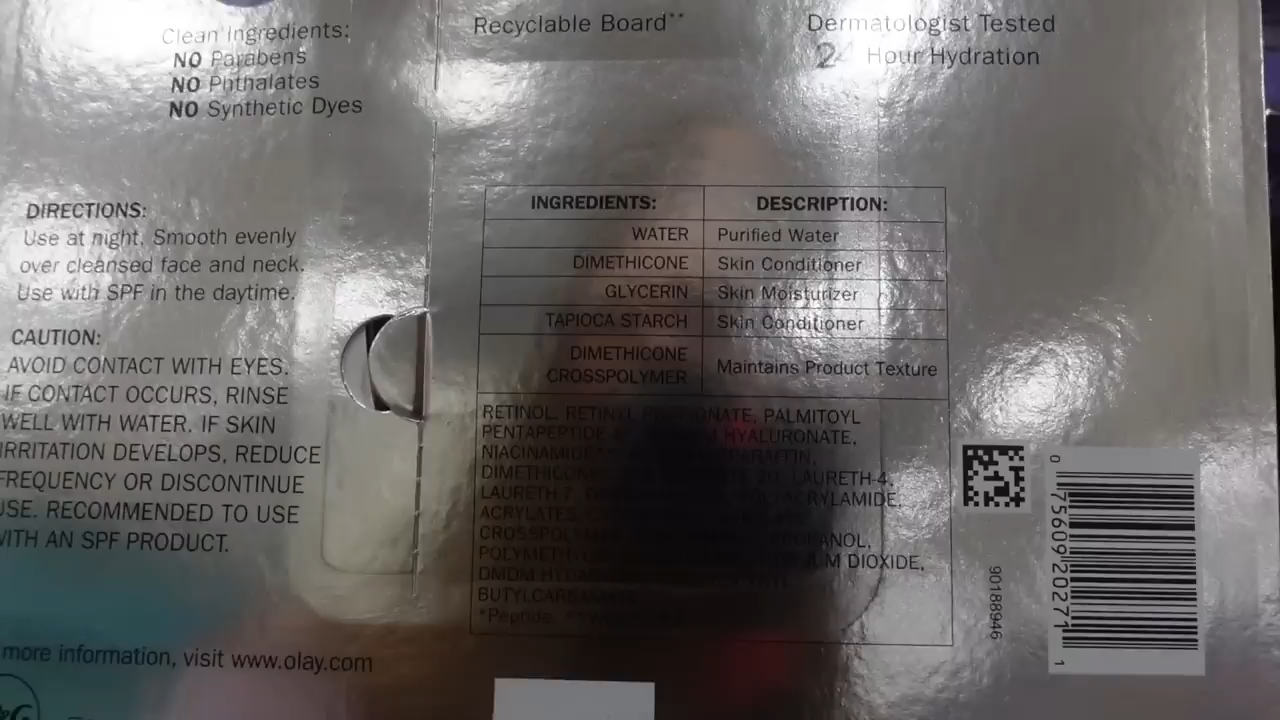 Clean Ingredients:
NO Parabens
NO Phthalates
NO Synthetic Dyes
Recyclable Board**
Dermatologist Tested
24 Hour Hydration
DIRECTIONS:
Use at night. Smooth evenly
over cleansed face and neck.
Use with SPF in the daytime.
CAUTION:
AVOID CONTACT WITH EYES.
IF CONTACT OCCURS, RINSE
WELL WITH WATER. IF SKIN
IRRITATION DEVELOPS, REDUCE
FREQUENCY OR DISCONTINUE
USE. RECOMMENDED TO USE
WITH AN SPF PRODUCT.
more information, visit www.olay.com
INGREDIENTS: DESCRIPTION:
WATER Purified Water
DIMETHICONE Skin Conditioner
GLYCERIN Skin Moisturizer
TAPIOCA STARCH Skin Conditioner
DIMETHICONE
CROSSPOLYMER Maintains Product Texture
RETINOL, RETINYL PROPIONATE, PALMITOYL
HYALURONATE,
NIACINAMIDE
LAURETH-4,
LAURETH-7,
ACRYLATES
DIOXIDE,
DMDM
*Peptide
90188946
0 75609 20271 1